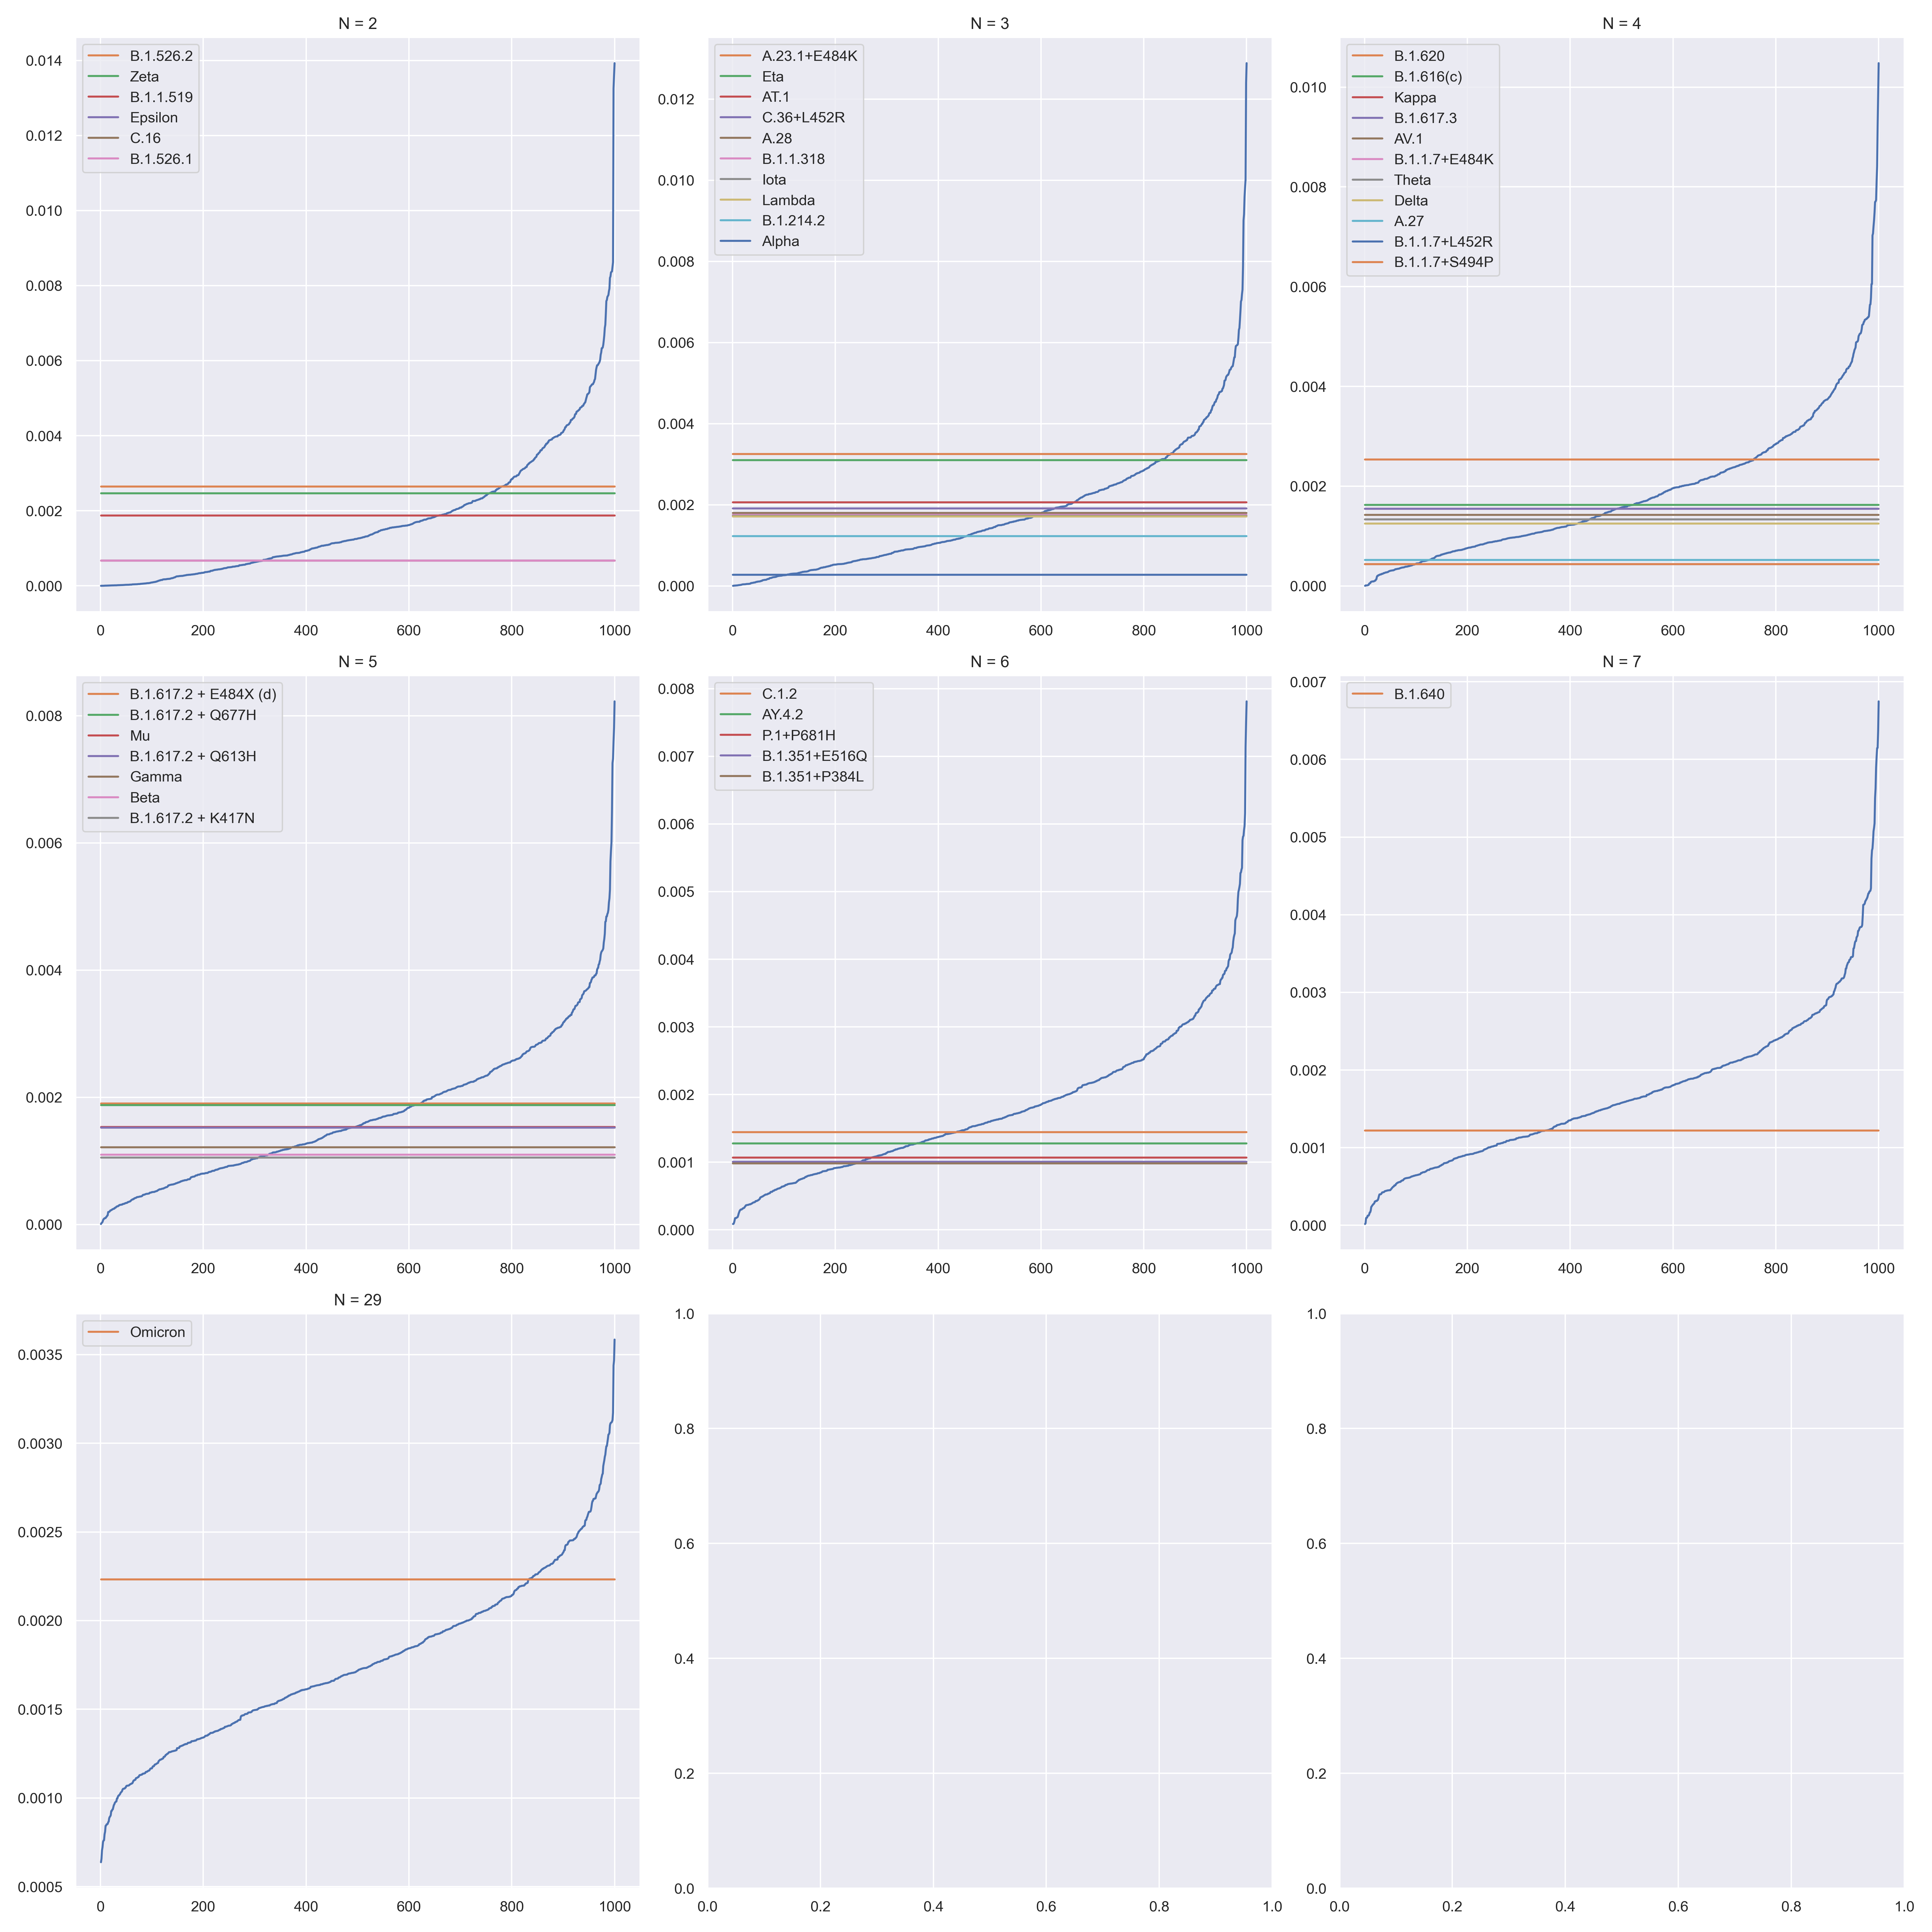 N = 2
B.1.526.2
Zeta
B.1.1.519
Epsilon
C.16
B.1.526.1
0.014
0.012
0.010
0.008
0.006
0.004
0.002
0.000
0 200 400 600 800 1000
N = 3
A.23.1+E484K
Eta
AT.1
C.36+L452R
A.28
B.1.1.318
Iota
Lambda
B.1.214.2
Alpha
0.012
0.010
0.008
0.006
0.004
0.002
0.000
0 200 400 600 800 1000
N = 4
B.1.620
B.1.616(c)
Kappa
B.1.617.3
AV.1
B.1.1.7+E484K
Theta
Delta
A.27
B.1.1.7+L452R
B.1.1.7+S494P
0.010
0.008
0.006
0.004
0.002
0.000
0 200 400 600 800 1000
N = 5
B.1.617.2 + E484X (d)
B.1.617.2 + Q677H
Mu
B.1.617.2 + Q613H
Gamma
Beta
B.1.617.2 + K417N
0.008
0.006
0.004
0.002
0.000
0 200 400 600 800 1000
N = 6
C.1.2
AY.4.2
P.1+P681H
B.1.351+E516Q
B.1.351+P384L
0.008
0.007
0.006
0.005
0.004
0.003
0.002
0.001
0.000
0 200 400 600 800 1000
N = 7
B.1.640
0.007
0.006
0.005
0.004
0.003
0.002
0.001
0.000
0 200 400 600 800 1000
N = 29
Omicron
0.0035
0.0030
0.0025
0.0020
0.0015
0.0010
0.0005
0 200 400 600 800 1000
1.0
0.8
0.6
0.4
0.2
0.0
0.0 0.2 0.4 0.6 0.8 1.0
1.0
0.8
0.6
0.4
0.2
0.0
0.0 0.2 0.4 0.6 0.8 1.0